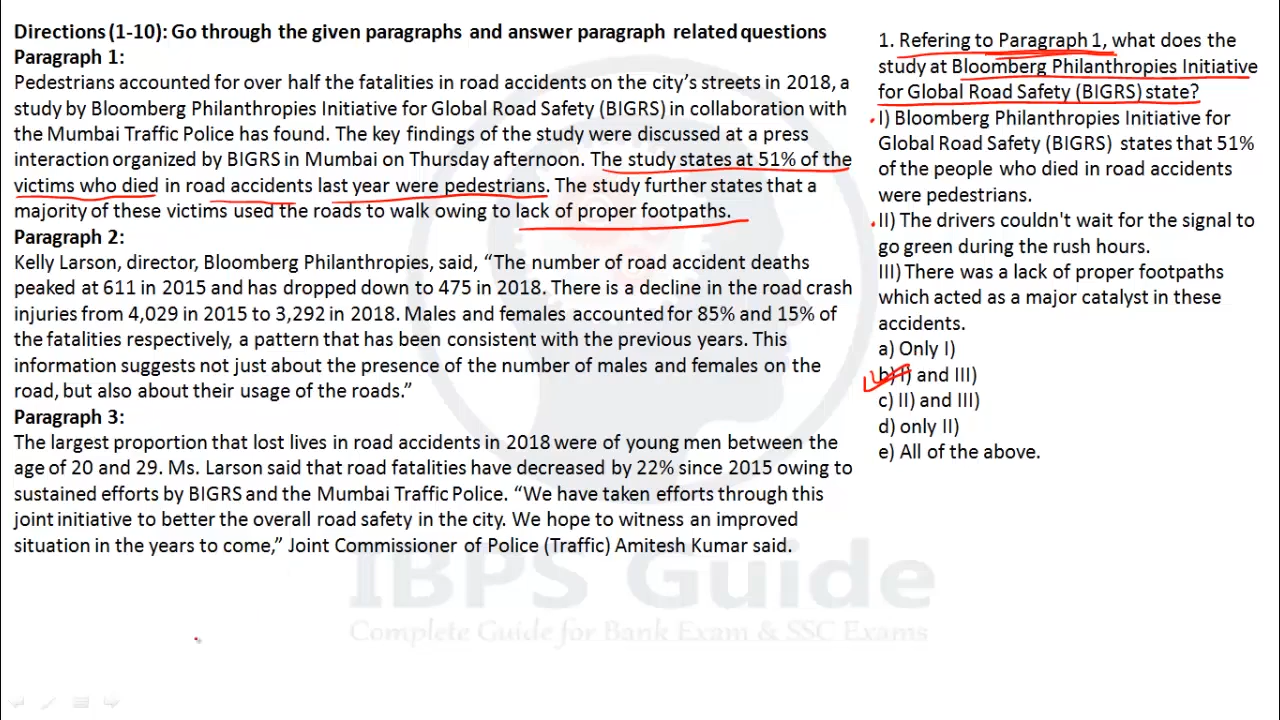 Directions (1-10): Go through the given paragraphs and answer paragraph related questions
Paragraph 1:
Pedestrians accounted for over half the fatalities in road accidents on the city’s streets in 2018, a
study by Bloomberg Philanthropies Initiative for Global Road Safety (BIGRS) in collaboration with
the Mumbai Traffic Police has found. The key findings of the study were discussed at a press
interaction organized by BIGRS in Mumbai on Thursday afternoon. The study states at 51% of the
victims who died in road accidents last year were pedestrians. The study further states that a
majority of these victims used the roads to walk owing to lack of proper footpaths.
Paragraph 2:
Kelly Larson, director, Bloomberg Philanthropies, said, “The number of road accident deaths
peaked at 611 in 2015 and has dropped down to 475 in 2018. There is a decline in the road crash
injuries from 4,029 in 2015 to 3,292 in 2018. Males and females accounted for 85% and 15% of
the fatalities respectively, a pattern that has been consistent with the previous years. This
information suggests not just about the presence of the number of males and females on the
road, but also about their usage of the roads.”
Paragraph 3:
The largest proportion that lost lives in road accidents in 2018 were of young men between the
age of 20 and 29. Ms. Larson said that road fatalities have decreased by 22% since 2015 owing to
sustained efforts by BIGRS and the Mumbai Traffic Police. “We have taken efforts through this
joint initiative to better the overall road safety in the city. We hope to witness an improved
situation in the years to come,” Joint Commissioner of Police (Traffic) Amitesh Kumar said.
1. Refering to Paragraph 1, what does the
study at Bloomberg Philanthropies Initiative
for Global Road Safety (BIGRS) state?
I) Bloomberg Philanthropies Initiative for
Global Road Safety (BIGRS) states that 51%
of the people who died in road accidents
were pedestrians.
II) The drivers couldn't wait for the signal to
go green during the rush hours.
III) There was a lack of proper footpaths
which acted as a major catalyst in these
accidents.
a) Only I)
b) I) and III)
c) II) and III)
d) only II)
e) All of the above.
IBPS Guide
Complete Guide for Bank Exam & SSC Exams